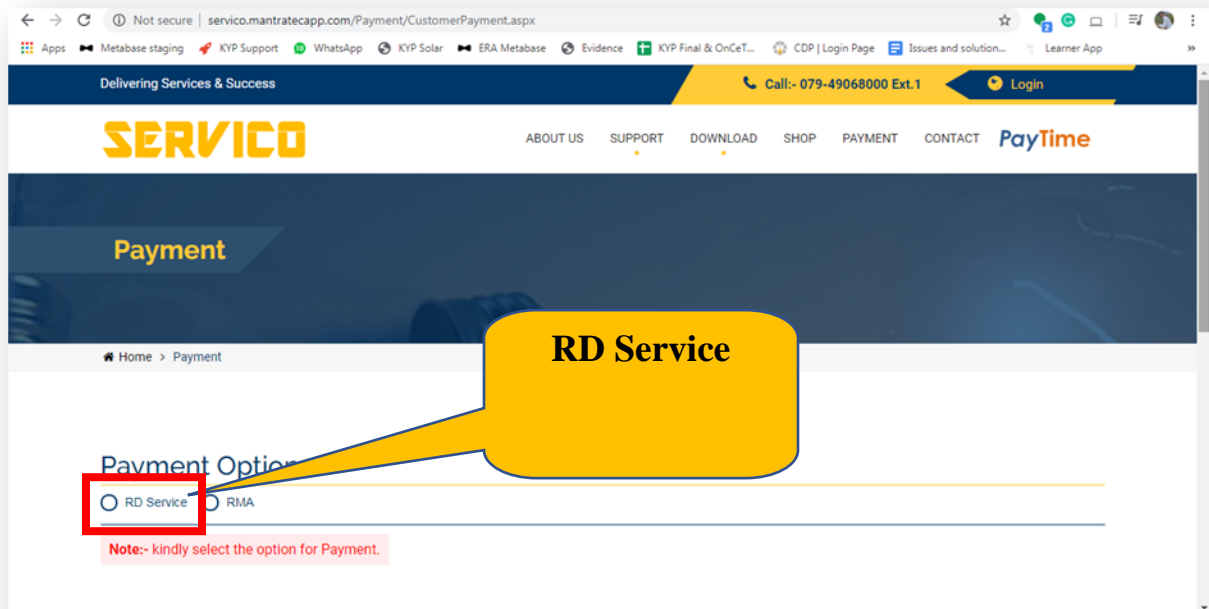 Not secure | servico.mantratecapp.com/Payment/CustomerPayment.aspx
Apps Metabase staging KYP Support WhatsApp KYP Solar ERA Metabase Evidence KYP Final & OnCeT... CDP | Login Page Issues and solution... Learner App »
Delivering Services & Success Call:- 079-49068000 Ext.1 Login
SERVICO ABOUT US SUPPORT DOWNLOAD SHOP PAYMENT CONTACT PayTime
Payment
Home > Payment
RD Service
Payment Option
RD Service RMA
Note:- kindly select the option for Payment.